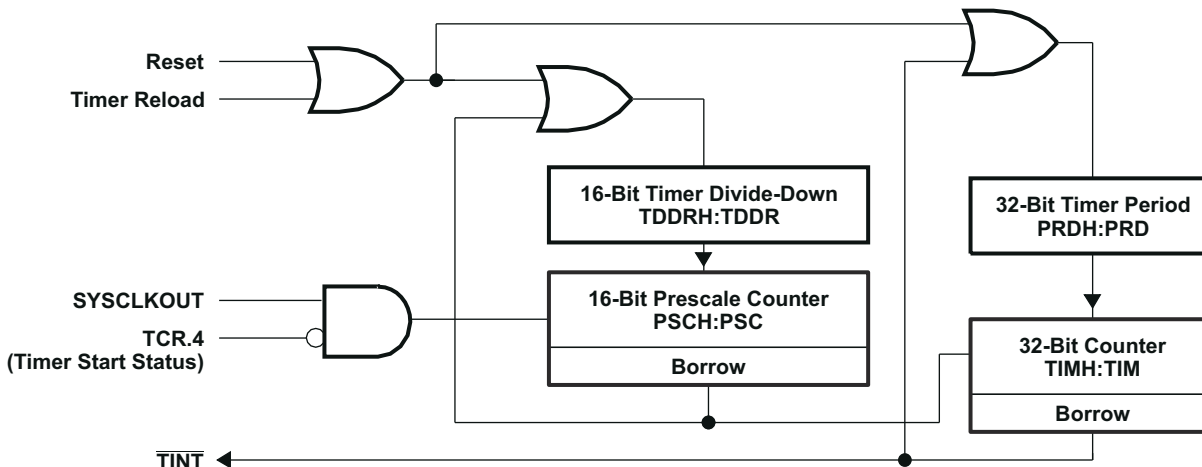 Reset
Timer Reload
16-Bit Timer Divide-Down
TDDRH:TDDR
32-Bit Timer Period
PRDH:PRD
SYSCLKOUT
TCR.4
(Timer Start Status)
16-Bit Prescale Counter
PSCH:PSC
Borrow
32-Bit Counter
TIMH:TIM
Borrow
TINT